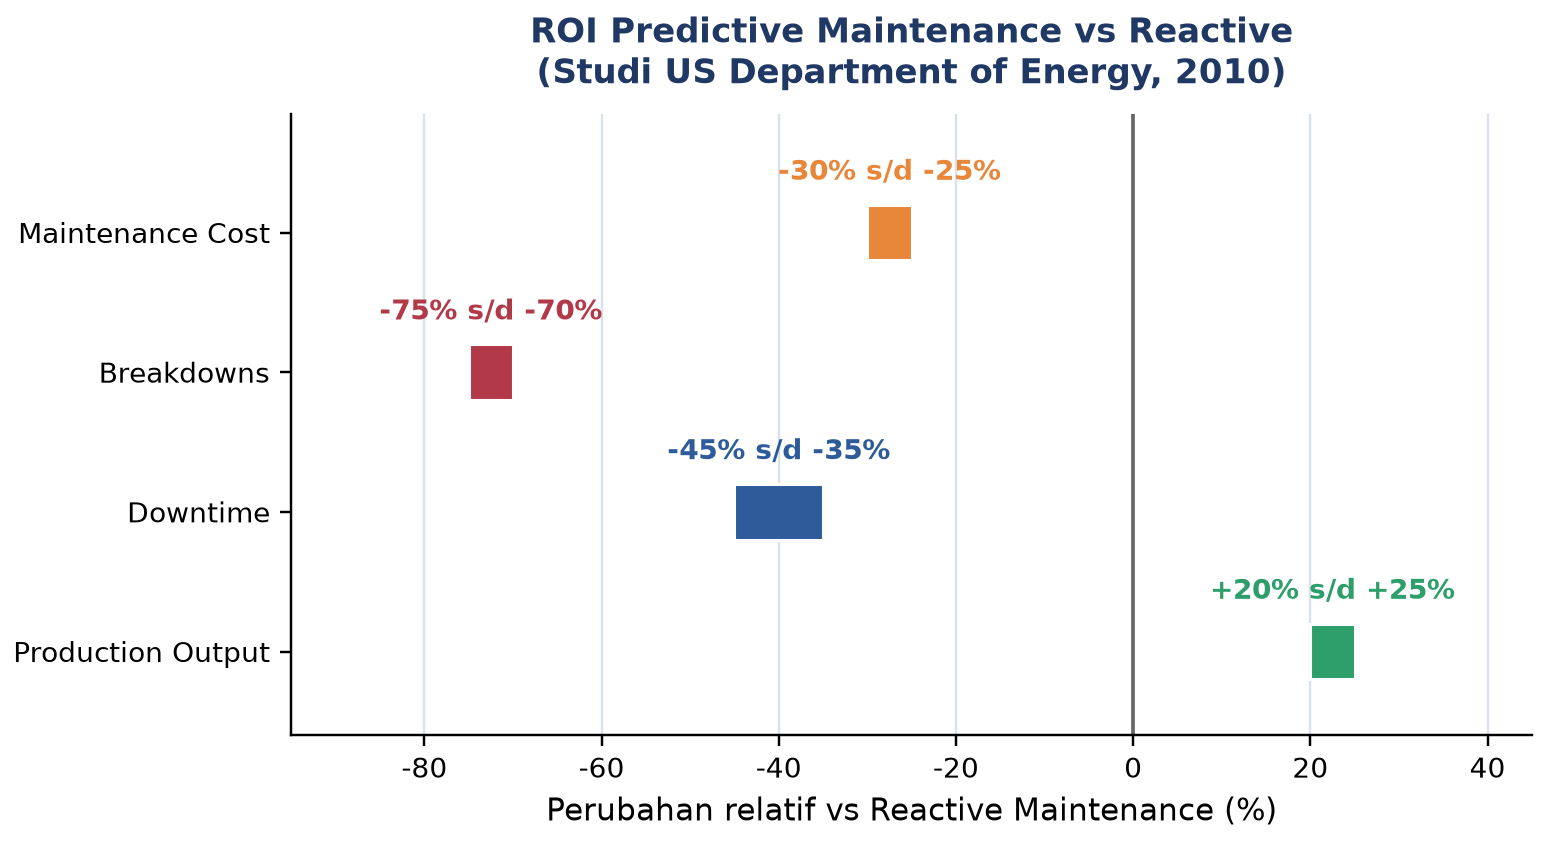 ROI Predictive Maintenance vs Reactive
(Studi US Department of Energy, 2010)
-30% s/d -25%
Maintenance Cost
-75% s/d -70%
Breakdowns
-45% s/d -35%
Downtime
+20% s/d +25%
Production Output
-80 -60 -40 -20 0 20 40
Perubahan relatif vs Reactive Maintenance (%)